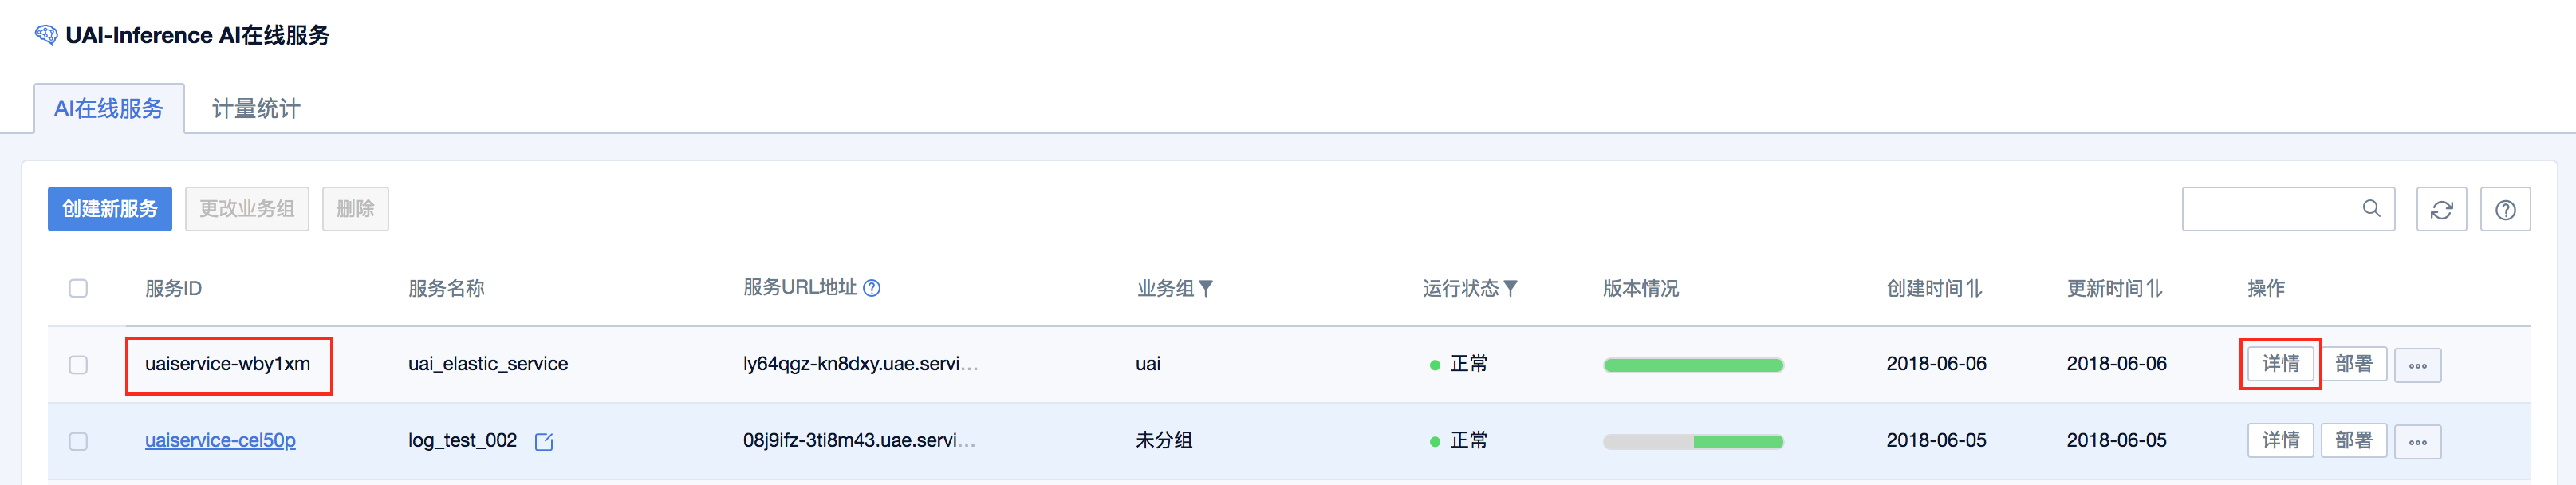 UAI-Inference AI在线服务
AI在线服务 计量统计
创建新服务 更改业务组 删除
服务ID 服务名称 服务URL地址 业务组 运行状态 版本情况 创建时间 更新时间 操作
uaiservice-wby1xm uai_elastic_service ly64qgz-kn8dxy.uae.servi... uai 正常 2018-06-06 2018-06-06 详情 部署
uaiservice-cel50p log_test_002 08j9ifz-3ti8m43.uae.servi... 未分组 正常 2018-06-05 2018-06-05 详情 部署